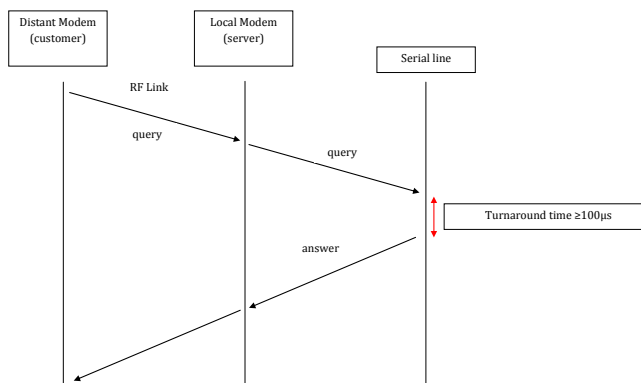 Distant Modem
(customer)
Local Modem
(server)
Serial line
RF Link
query
query
Turnaround time ≥100µs
answer